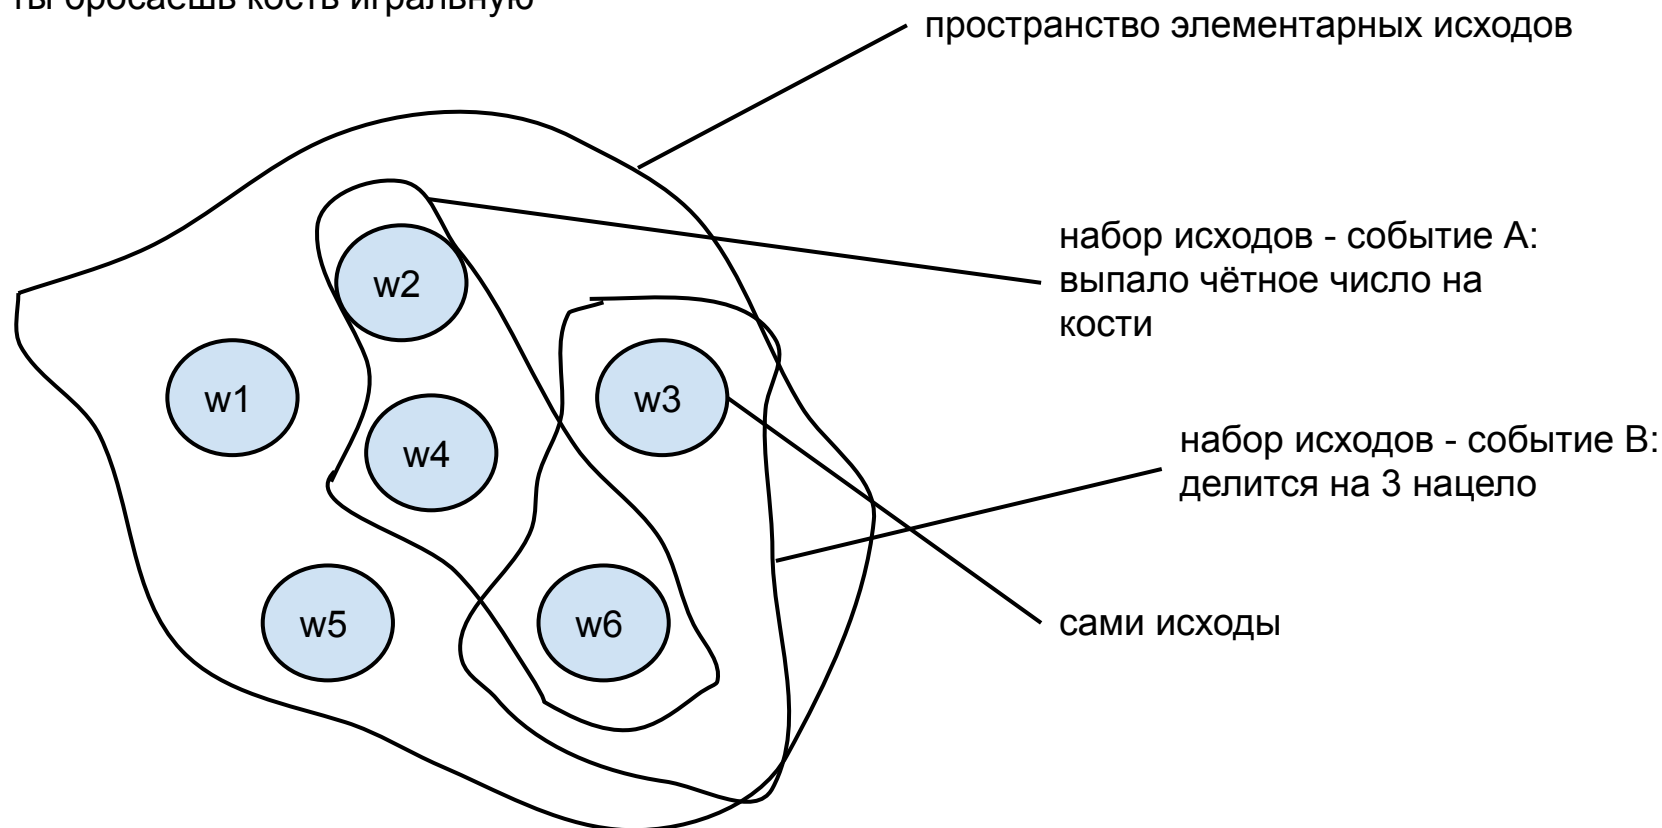 ты бросаешь кость игральную
пространство элементарных исходов
набор исходов - событие А:
выпало чётное число на
кости
w2
w1
w3
w4
набор исходов - событие В:
делится на 3 нацело
w5
w6
сами исходы